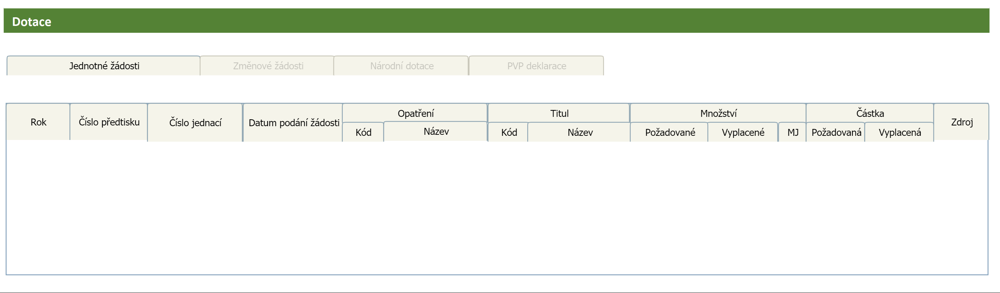 Dotace
Jednotné žádosti Změnové žádosti Národní dotace PVP deklarace
Rok Číslo předtisku Číslo jednací Datum podání žádosti Opatření Titul Množství Částka Zdroj
Kód Název Kód Název Požadované Vyplacené MJ Požadovaná Vyplacená